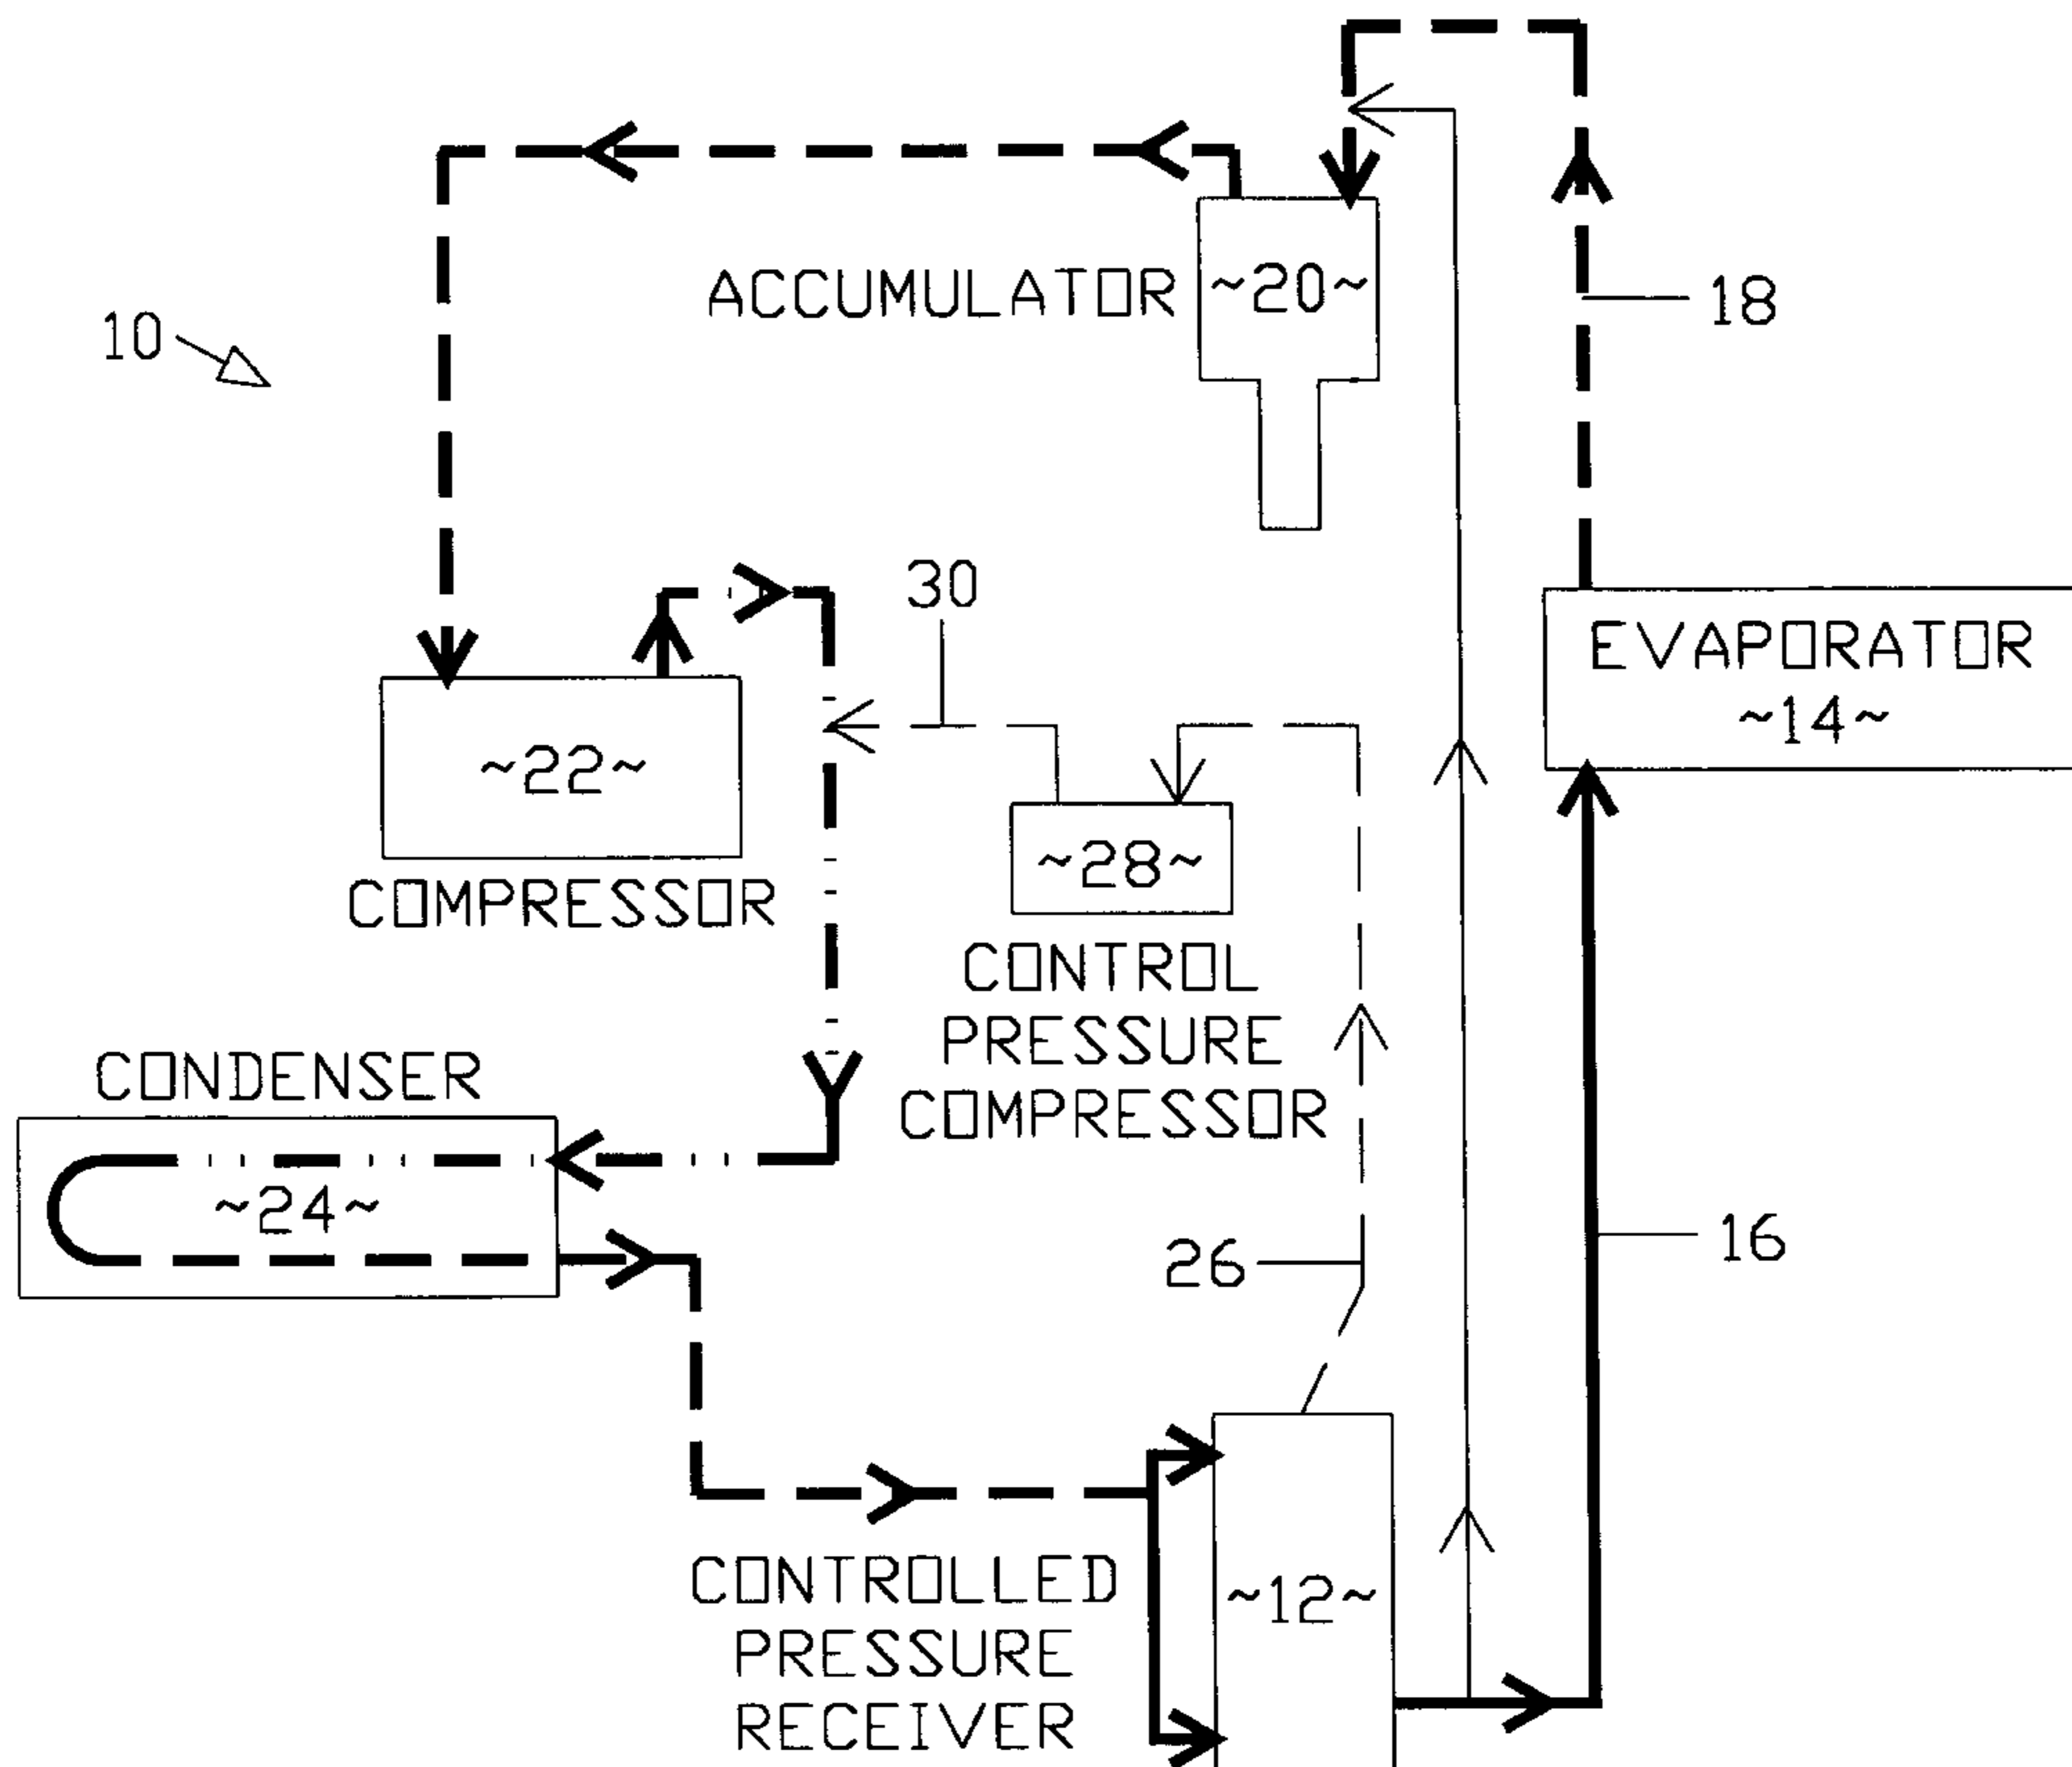 ACCUMULATOR
~20~
18
10
30
EVAPORATOR
~14~
~22~
COMPRESSOR
~28~
CONTROL
PRESSURE
COMPRESSOR
CONDENSER
~24~
26
16
CONTROLLED
PRESSURE
RECEIVER
~12~